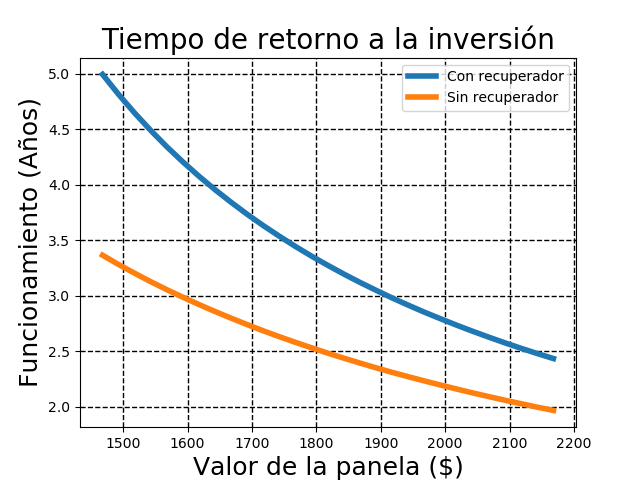 Tiempo de retorno a la inversión
Con recuperador
Sin recuperador
Funcionamiento (Años)
5.0
4.5
4.0
3.5
3.0
2.5
2.0
1500 1600 1700 1800 1900 2000 2100 2200
Valor de la panela ($)